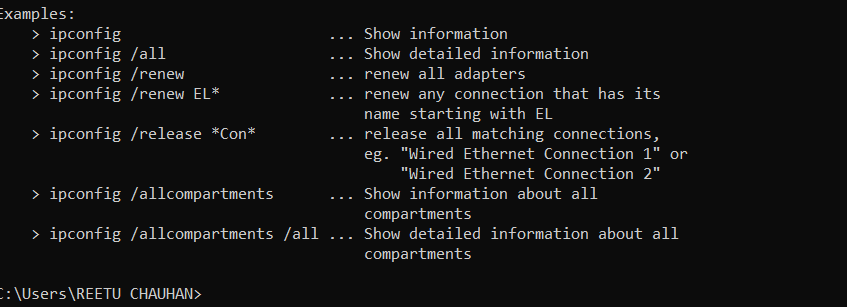 Examples:
    > ipconfig                       ... Show information
    > ipconfig /all                  ... Show detailed information
    > ipconfig /renew                ... renew all adapters
    > ipconfig /renew EL*            ... renew any connection that has its
                                         name starting with EL
    > ipconfig /release *Con*        ... release all matching connections,
                                         eg. "Wired Ethernet Connection 1" or
                                             "Wired Ethernet Connection 2"
    > ipconfig /allcompartments      ... Show information about all
                                         compartments
    > ipconfig /allcompartments /all ... Show detailed information about all
                                         compartments
C:\Users\REETU CHAUHAN>